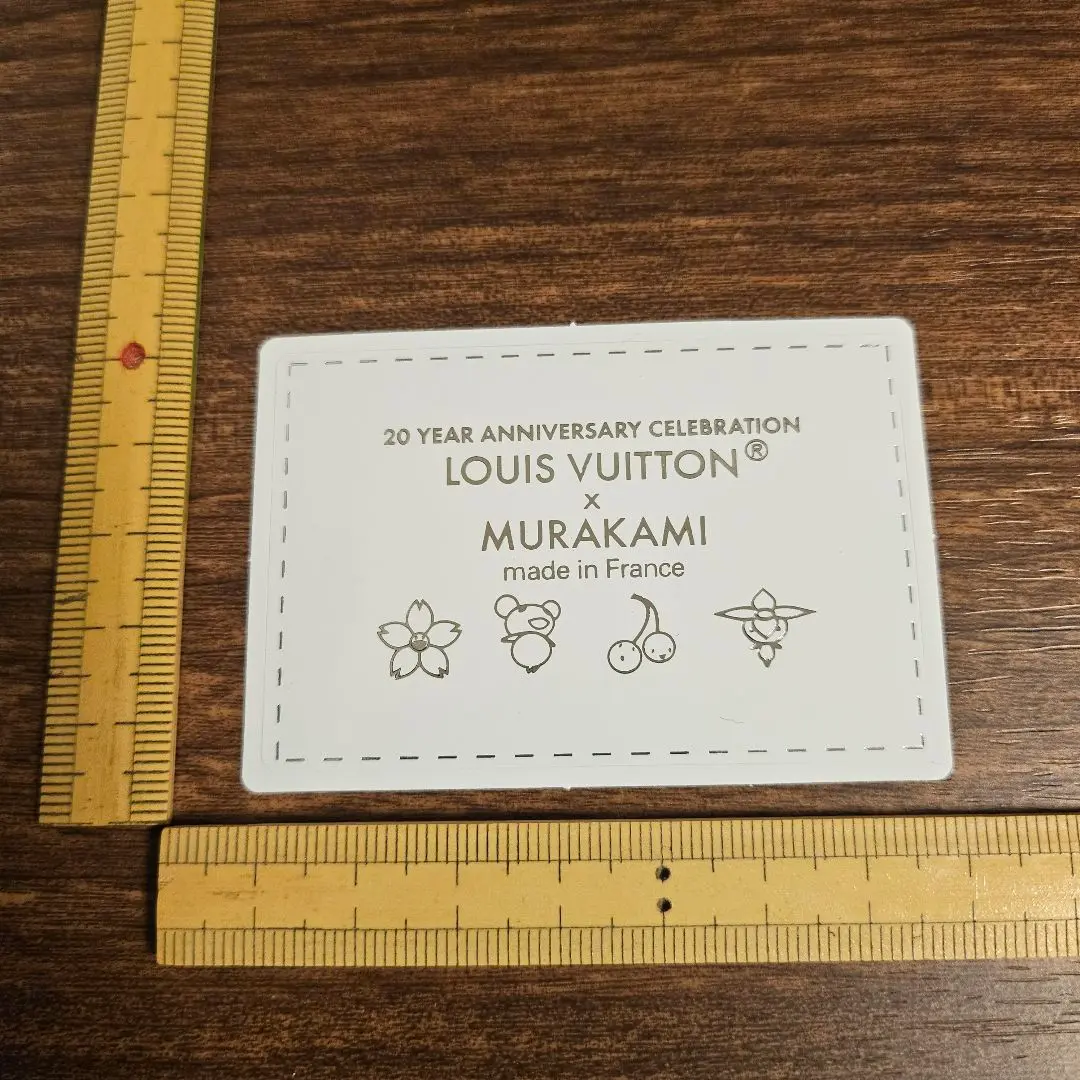 20 YEAR ANNIVERSARY CELEBRATION
LOUIS VUITTON®
x
MURAKAMI
made in France